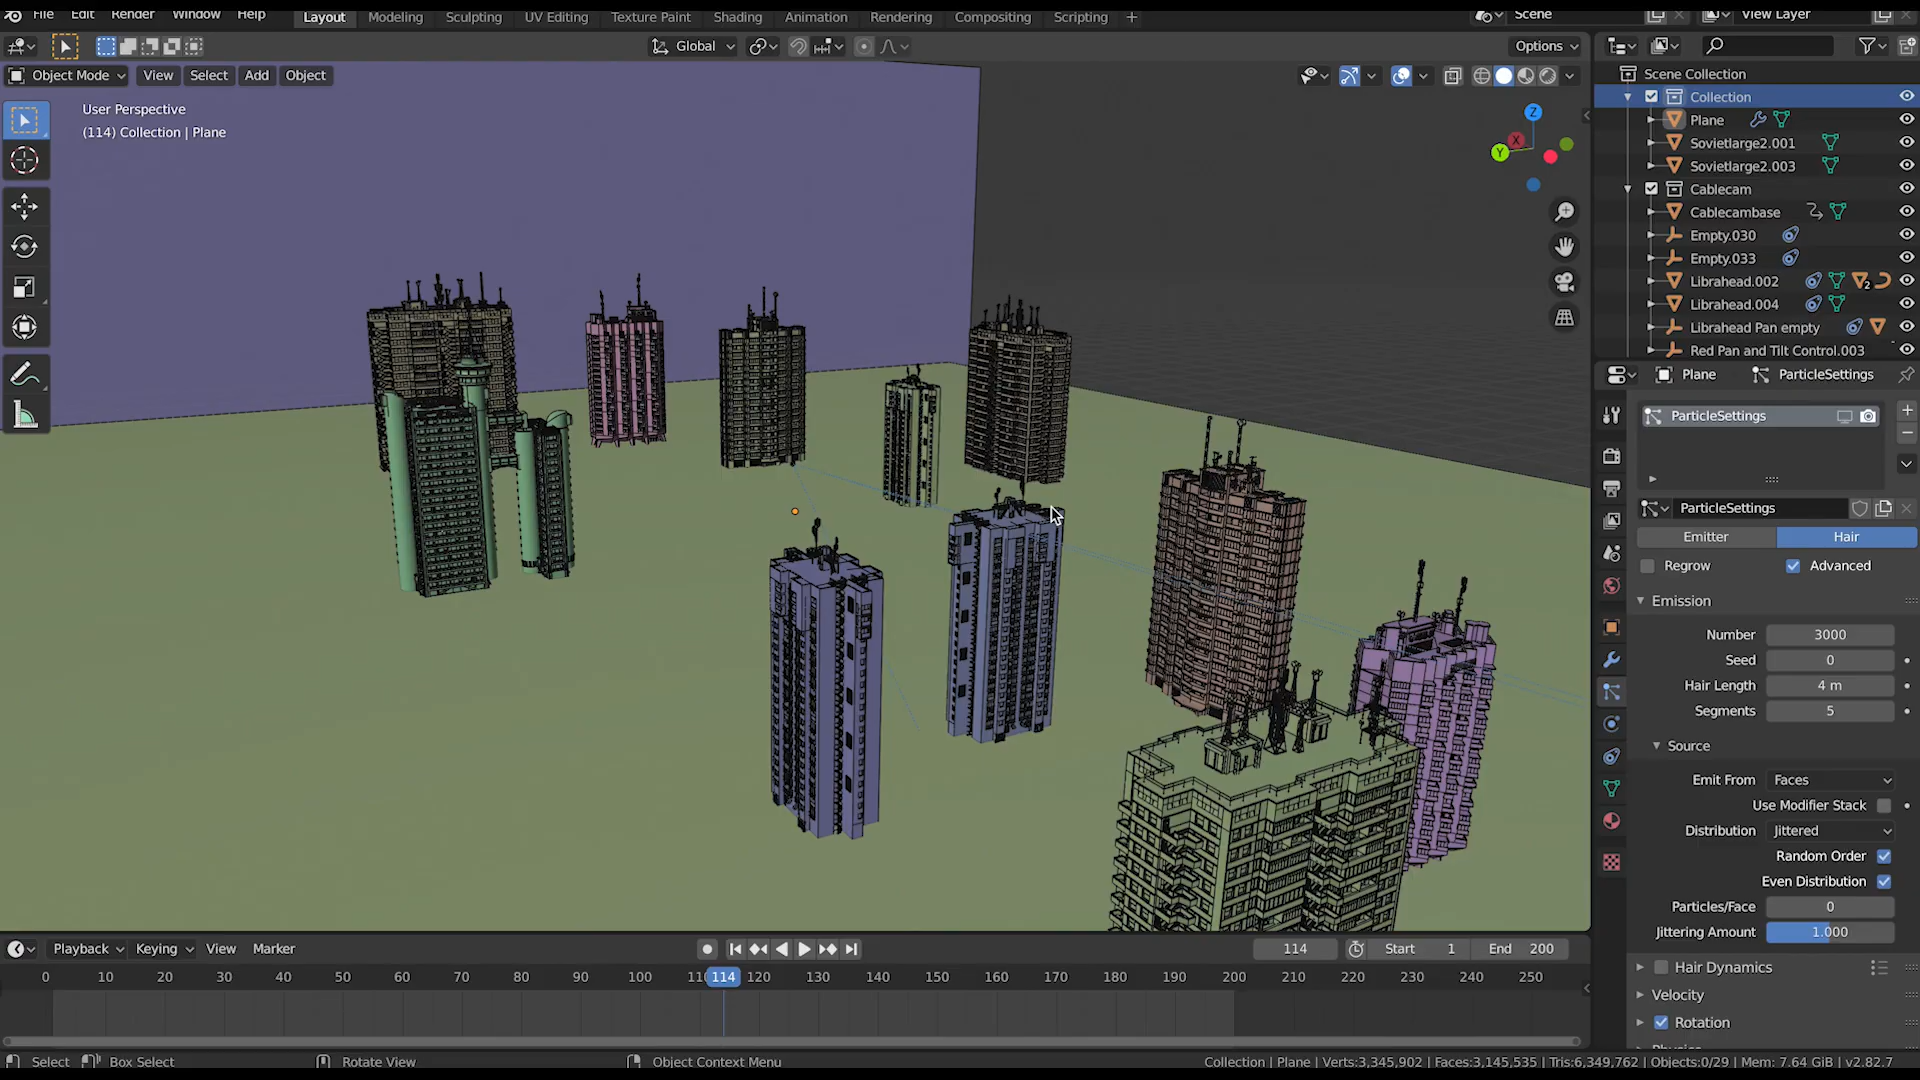 File Edit Render Window Help Layout Modeling Sculpting UV Editing Texture Paint Shading Animation Rendering Compositing Scripting + Scene View Layer
Global Options
Object Mode View Select Add Object
User Perspective
(114) Collection | Plane
Z
X
Y
Scene Collection
Collection
Plane
Sovietlarge2.001
Sovietlarge2.003
Cablecam
Cablecambase
Empty.030
Empty.033
Librahead.002 2
Librahead.004
Librahead Pan empty
Red Pan and Tilt Control.003
Plane ParticleSettings
ParticleSettings
ParticleSettings
Emitter Hair
Regrow Advanced
Emission
Number 3000
Seed 0
Hair Length 4 m
Segments 5
Source
Emit From Faces
Use Modifier Stack
Distribution Jittered
Random Order
Even Distribution
Particles/Face 0
Jittering Amount 1.000
Hair Dynamics
Velocity
Rotation
Playback Keying View Marker 114 Start 1 End 200
0 10 20 30 40 50 60 70 80 90 100 114 120 130 140 150 160 170 180 190 200 210 220 230 240 250
Select Box Select Rotate View Object Context Menu Collection | Plane | Verts:3,345,902 | Faces:3,145,535 | Tris:6,349,762 | Objects:0/29 | Mem: 7.64 GiB | v2.82.7